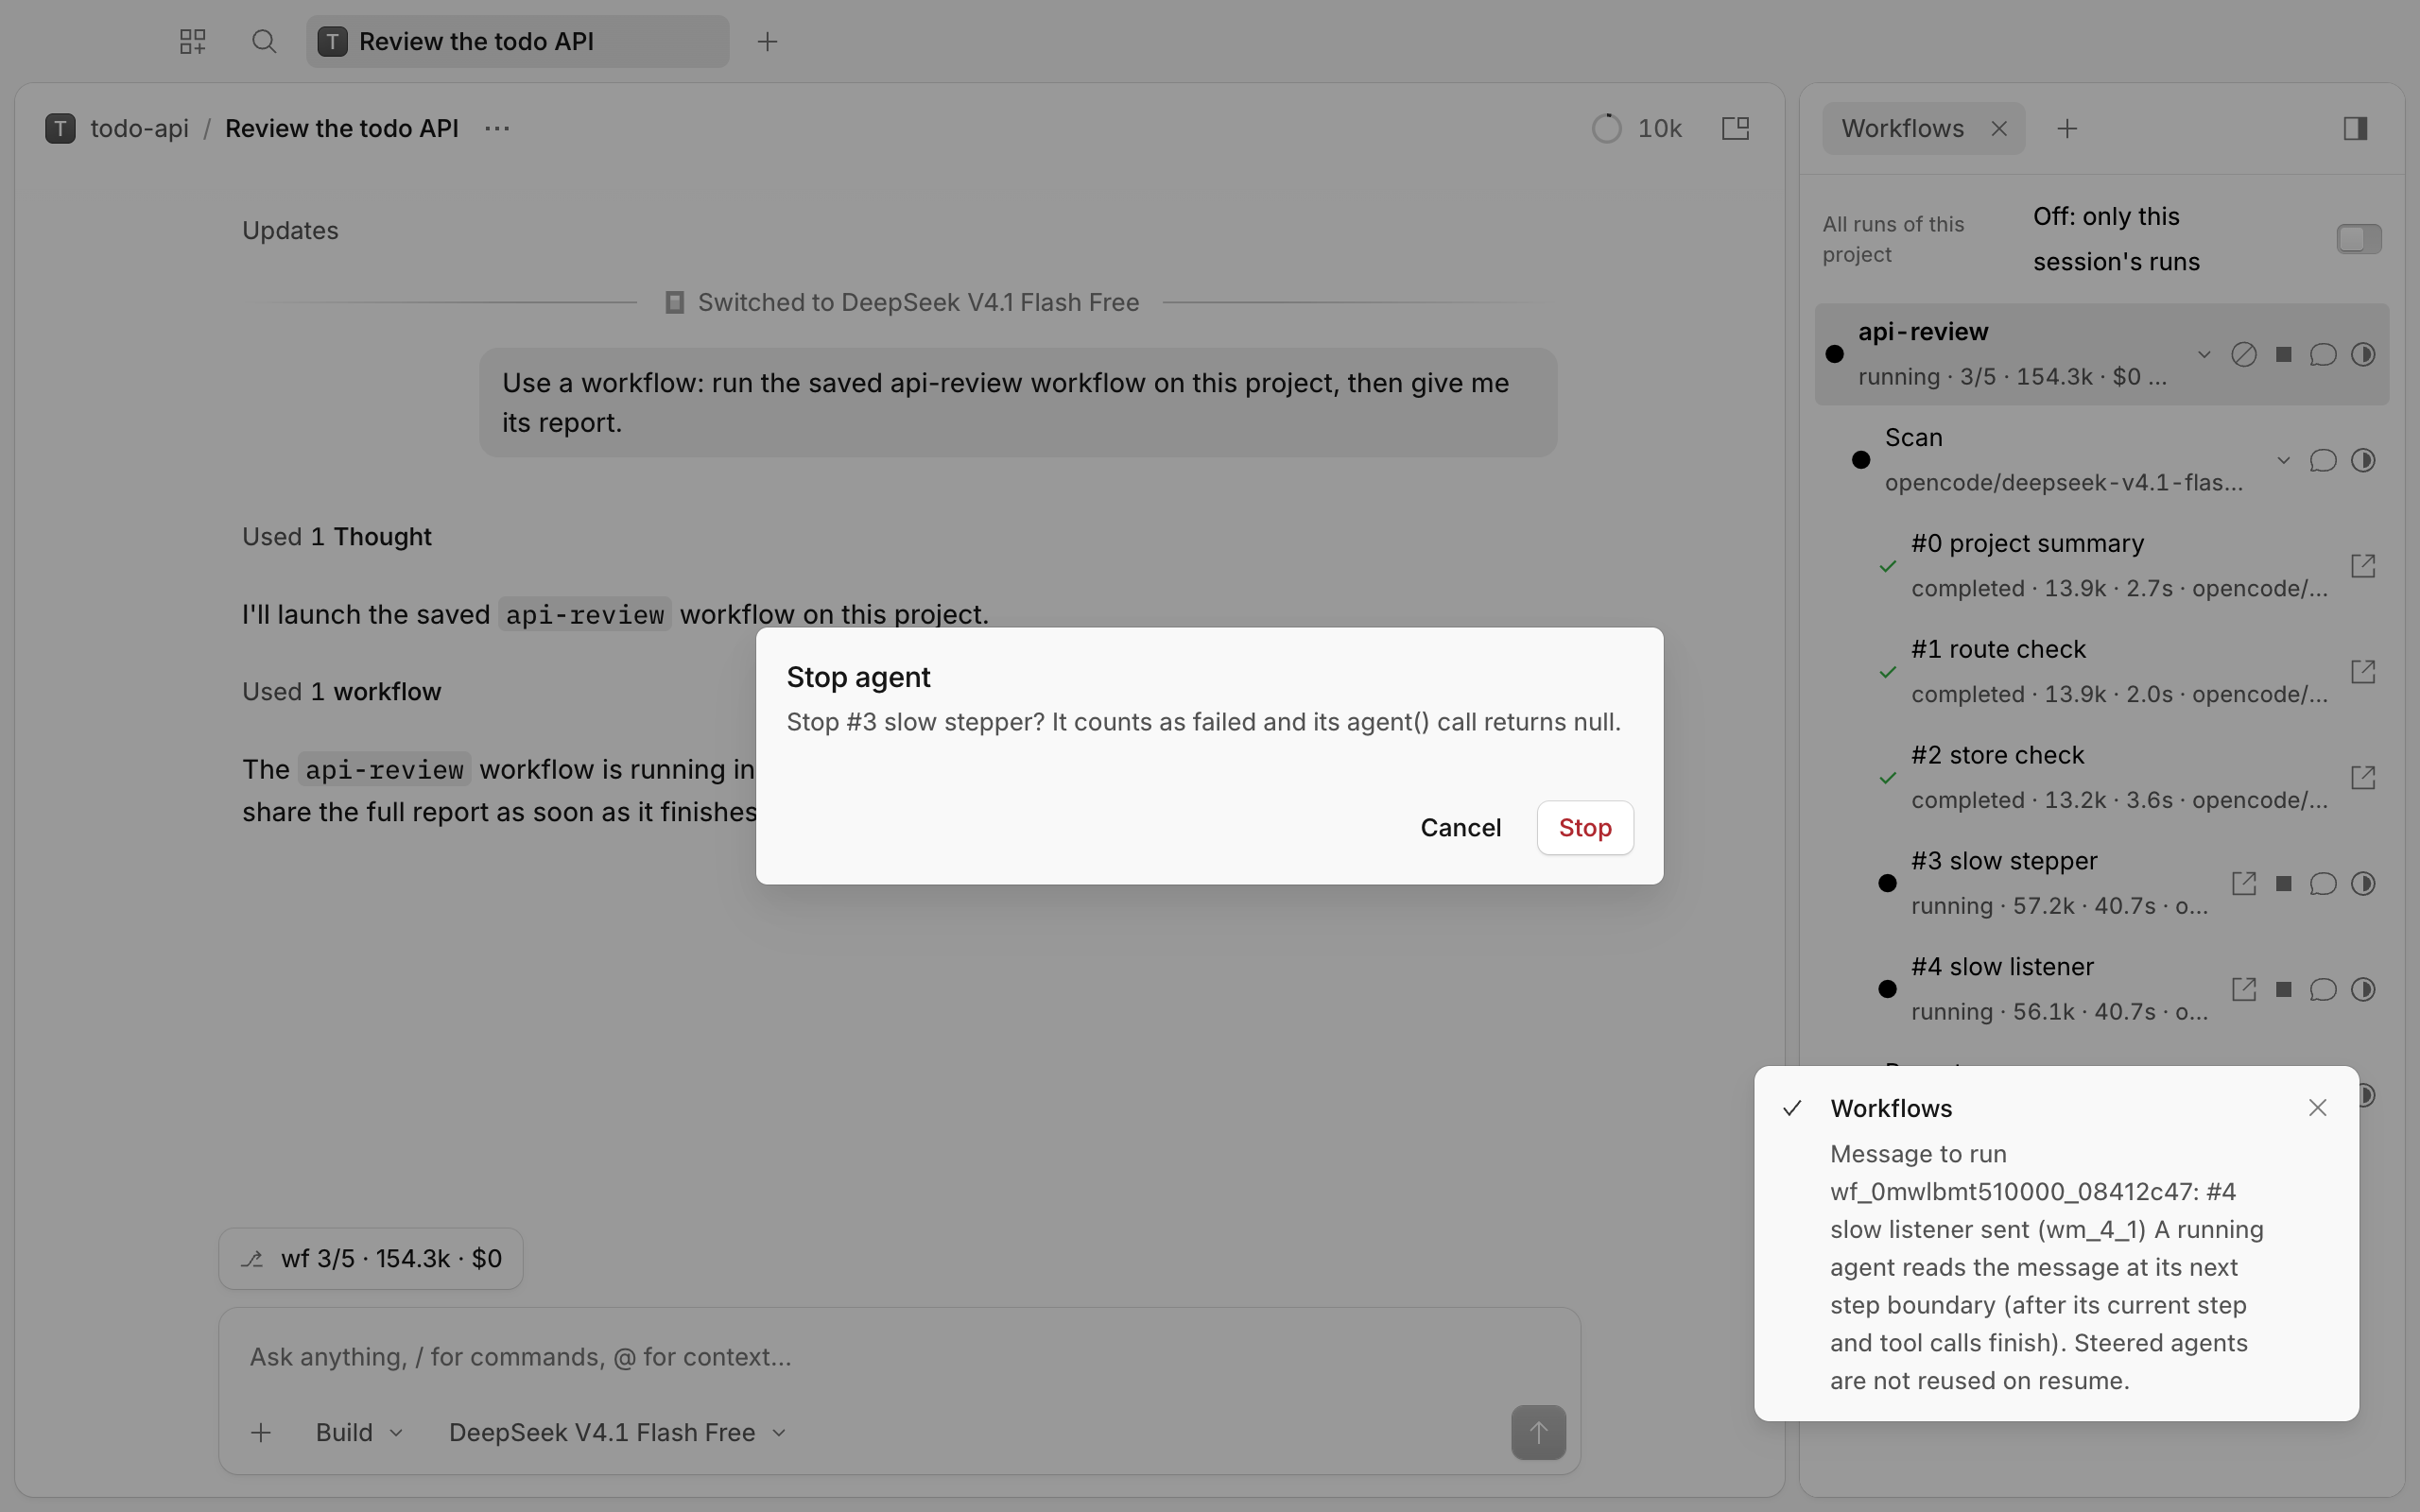 T Review the todo API
T todo-api / Review the todo API ...
10k
Updates
Switched to DeepSeek V4.1 Flash Free
Use a workflow: run the saved api-review workflow on this project, then give me
its report.
Used 1 Thought
I'll launch the saved api-review workflow on this project.
Used 1 workflow
The api-review workflow is running in
share the full report as soon as it finishes
Stop agent
Stop #3 slow stepper? It counts as failed and its agent() call returns null.
Cancel
Stop
wf 3/5 · 154.3k · $0
Ask anything, / for commands, @ for context...
Build
DeepSeek V4.1 Flash Free
Workflows
All runs of this
project
Off: only this
session's runs
api-review
running · 3/5 · 154.3k · $0 ...
Scan
opencode/deepseek-v4.1-flas...
#0 project summary
completed · 13.9k · 2.7s · opencode/...
#1 route check
completed · 13.9k · 2.0s · opencode/...
#2 store check
completed · 13.2k · 3.6s · opencode/...
#3 slow stepper
running · 57.2k · 40.7s · o...
#4 slow listener
running · 56.1k · 40.7s · o...
Workflows
Message to run
wf_0mwlbmt510000_08412c47: #4
slow listener sent (wm_4_1) A running
agent reads the message at its next
step boundary (after its current step
and tool calls finish). Steered agents
are not reused on resume.